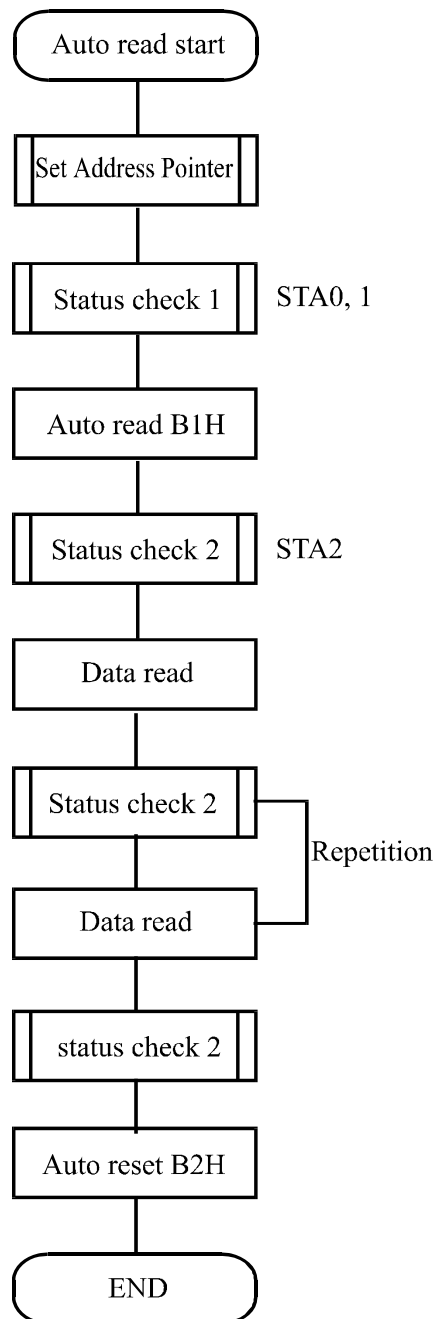 Auto read start
Set Address Pointer
Status check 1
STA0, 1
Auto read B1H
Status check 2
STA2
Data read
Status check 2
Repetition
Data read
status check 2
Auto reset B2H
END